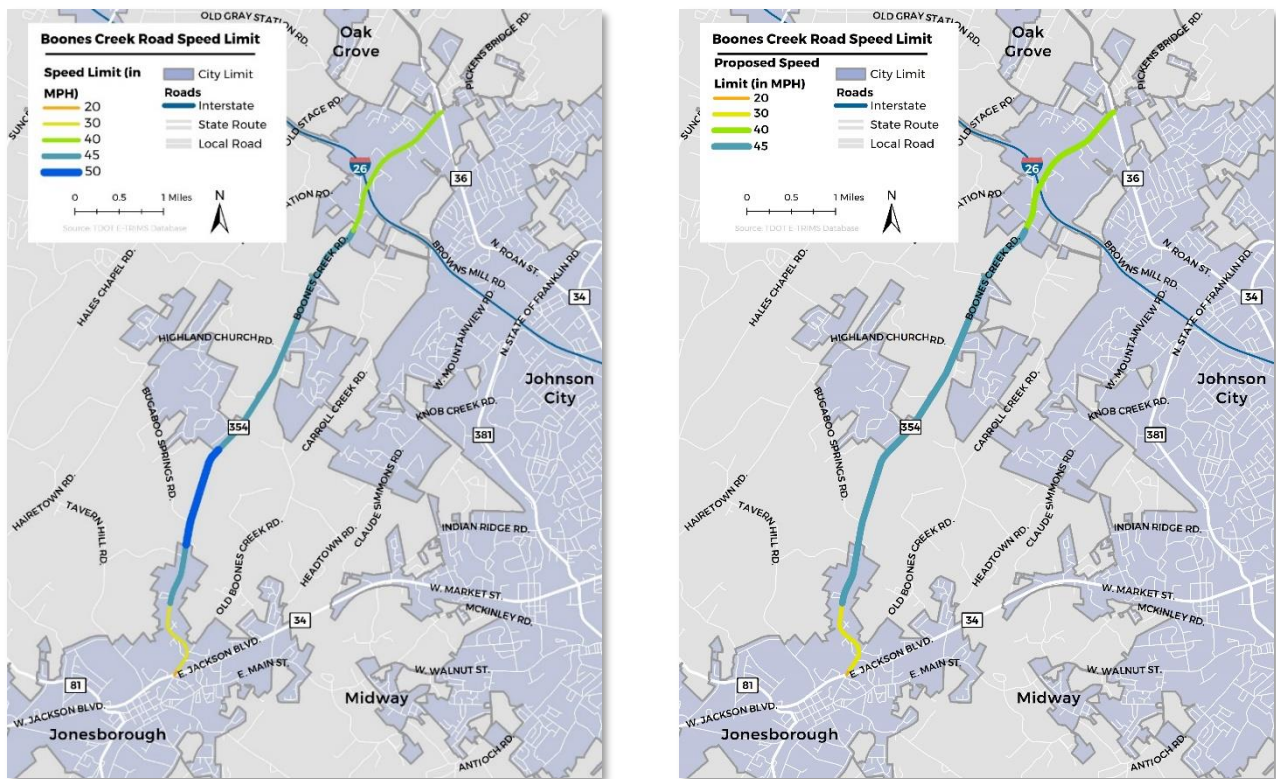 OLD GRAY STATION RD.
Oak
Grove
PICKENS BRIDGE RD.
Boones Creek Road Speed Limit
Speed Limit (in
MPH)
20
30
40
45
50
City Limit
Roads
Interstate
State Route
Local Road
0 0.5 1 Miles
N
Source: TDOT E-TRIMS Database
OLD STAGE RD.
26
36
N. ROAN ST.
BROWNS MILL RD.
N. STATE OF FRANKLIN RD.
34
HALES CHAPEL RD.
BOONES CREEK RD.
W. MOUNTAINVIEW RD.
HIGHLAND CHURCH RD.
Johnson
City
CARROLL CREEK RD.
KNOB CREEK RD.
BUGABOO SPRINGS RD.
354
381
HAIRETOWN RD.
TAVERN HILL RD.
CLAUDE SIMMONS RD.
INDIAN RIDGE RD.
OLD BOONES CREEK RD.
HEADTOWN RD.
W. MARKET ST.
MCKINLEY RD.
34
E. JACKSON BLVD.
E. MAIN ST.
W. WALNUT ST.
81
Midway
W. JACKSON BLVD.
Jonesborough
ANTIOCH RD.
OLD GRAY STATION RD.
Oak
Grove
PICKENS BRIDGE RD.
Boones Creek Road Speed Limit
Proposed Speed
Limit (in MPH)
20
30
40
45
City Limit
Roads
Interstate
State Route
Local Road
0 0.5 1 Miles
N
Source: TDOT E-TRIMS Database
OLD STAGE RD.
26
36
N. ROAN ST.
BROWNS MILL RD.
N. STATE OF FRANKLIN RD.
34
HALES CHAPEL RD.
BOONES CREEK RD.
W. MOUNTAINVIEW RD.
HIGHLAND CHURCH RD.
Johnson
City
CARROLL CREEK RD.
KNOB CREEK RD.
BUGABOO SPRINGS RD.
354
381
HAIRETOWN RD.
TAVERN HILL RD.
CLAUDE SIMMONS RD.
INDIAN RIDGE RD.
OLD BOONES CREEK RD.
HEADTOWN RD.
W. MARKET ST.
MCKINLEY RD.
34
E. JACKSON BLVD.
E. MAIN ST.
W. WALNUT ST.
81
Midway
W. JACKSON BLVD.
Jonesborough
ANTIOCH RD.